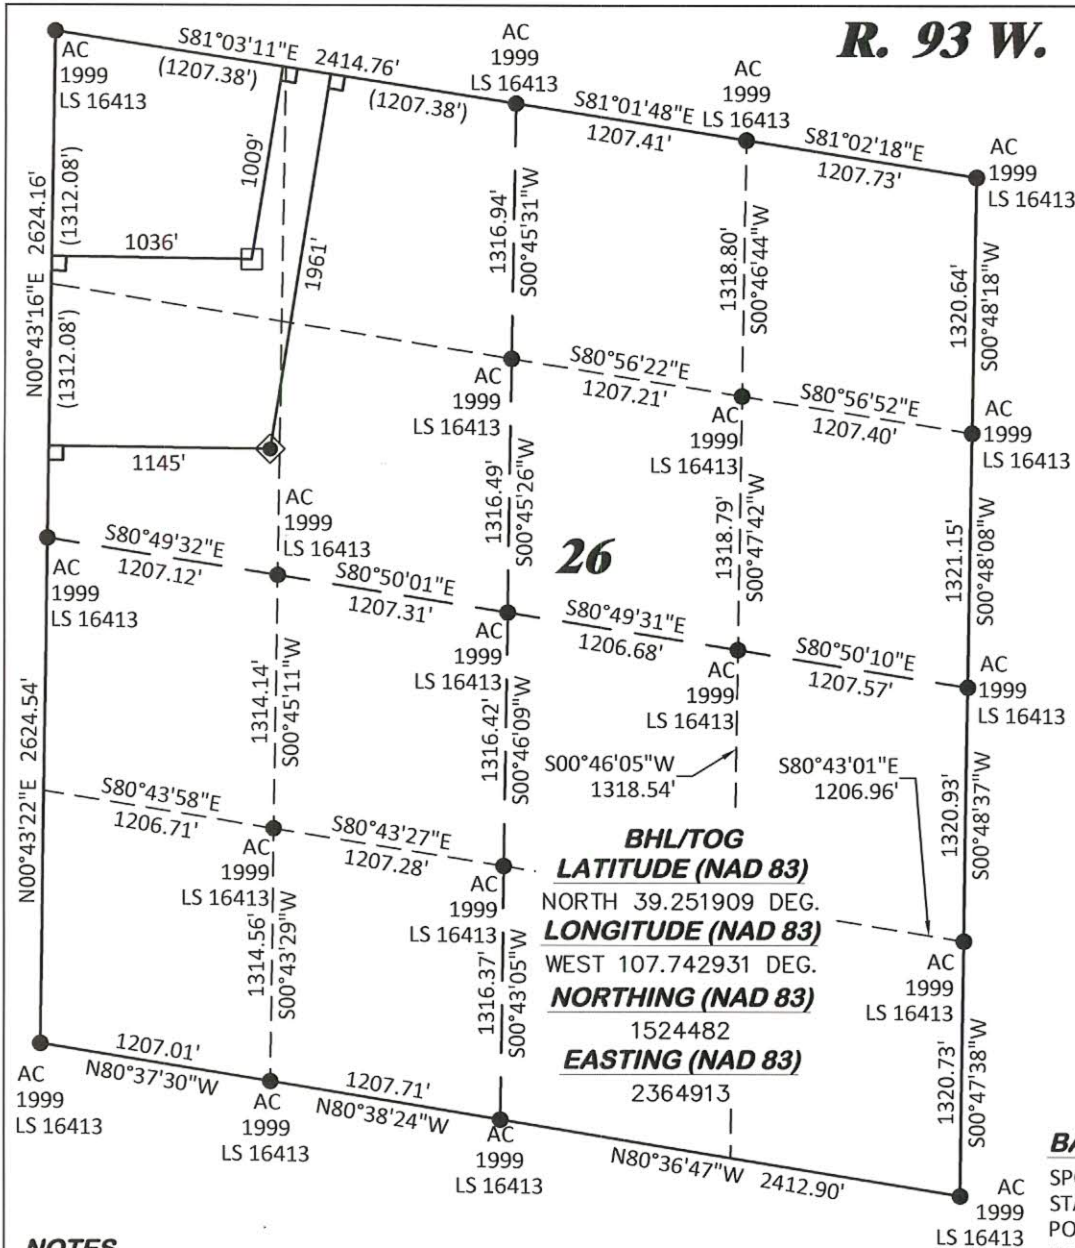 R. 93 W.
S81°03'11"E 2414.76'
(1207.38')
(1207.38')
AC
1999
LS 16413
AC
1999
LS 16413
S81°01'48"E
1207.41'
AC
1999
LS 16413
S81°02'18"E
1207.73'
AC
1999
LS 16413
N00°43'16"E 2624.16'
(1312.08')
(1312.08')
1009'
1036'
1961'
1316.94'
S00°45'31"W
1318.80'
S00°46'44"W
1320.64'
S00°48'18"W
S80°56'22"E
1207.21'
S80°56'52"E
1207.40'
AC
1999
LS 16413
AC
1999
LS 16413
AC
1999
LS 16413
1145'
1316.49'
S00°45'26"W
1318.79'
S00°47'42"W
1321.15'
S00°48'08"W
AC
1999
LS 16413
26
S80°49'32"E
1207.12'
S80°50'01"E
1207.31'
S80°49'31"E
1206.68'
S80°50'10"E
1207.57'
AC
1999
LS 16413
AC
1999
LS 16413
AC
1999
LS 16413
AC
1999
LS 16413
N00°43'22"E 2624.54'
1314.14'
S00°45'11"W
1316.42'
S00°46'09"W
S00°46'05"W
1318.54'
S80°43'01"E
1206.96'
1320.93'
S00°48'37"W
S80°43'58"E
1206.71'
S80°43'27"E
1207.28'
AC
1999
LS 16413
AC
1999
LS 16413
AC
1999
LS 16413
BHL/TOG
LATITUDE (NAD 83)
NORTH 39.251909 DEG.
LONGITUDE (NAD 83)
WEST 107.742931 DEG.
NORTHING (NAD 83)
1524482
EASTING (NAD 83)
2364913
1314.56'
S00°43'29"W
1316.37'
S00°43'05"W
1320.73'
S00°47'38"W
1207.01'
N80°37'30"W
1207.71'
N80°38'24"W
N80°36'47"W 2412.90'
AC
1999
LS 16413
AC
1999
LS 16413
AC
1999
LS 16413
AC
1999
LS 16413
NOTES